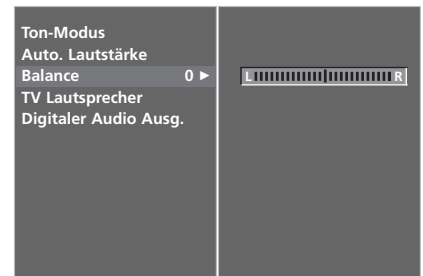 Ton-Modus
Auto. Lautstärke
Balance 0 ►
L R
TV Lautsprecher
Digitaler Audio Ausg.